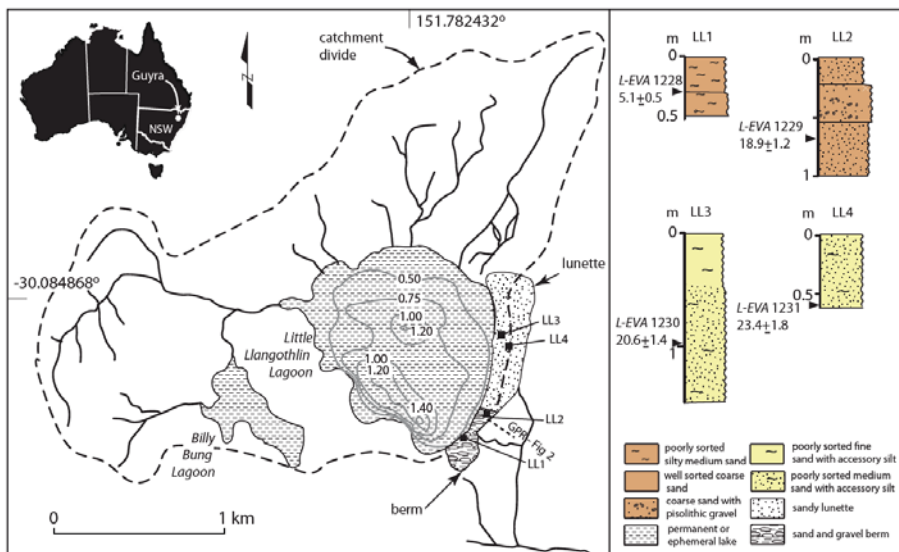 151.782432º
catchment
divide
Guyra
NSW
N
-30.084868º
lunette
0.50
0.75
1.00
1.20
LL3
LL4
Little
Llangothlin
Lagoon
1.00
1.20
1.40
LL2
GPR - Fig 2
LL1
Billy
Bung
Lagoon
berm
0
1 km
m
LL1
0
L-EVA 1228
5.1±0.5
0.5
m
LL2
0
L-EVA 1229
18.9±1.2
1
m
LL3
0
L-EVA 1230
20.6±1.4
1
m
LL4
0
0.5
L-EVA 1231
23.4±1.8
poorly sorted
silty medium sand
well sorted coarse
sand
coarse sand with
pisolithic gravel
permanent or
ephemeral lake
poorly sorted fine
sand with accessory silt
poorly sorted medium
sand with accessory silt
sandy lunette
sand and gravel berm